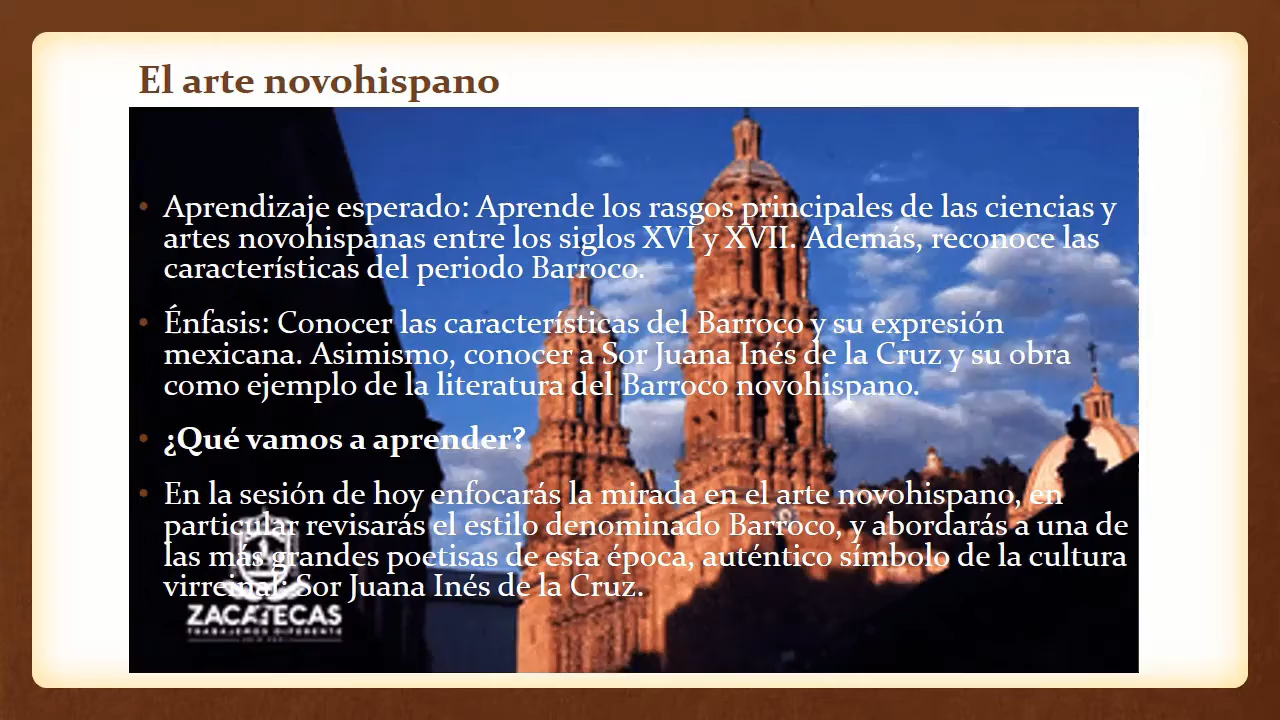 El arte novohispano
Aprendizaje esperado: Aprende los rasgos principales de las ciencias y
artes novohispanas entre los siglos XVI y XVII. Además, reconoce las
características del periodo Barroco.
Énfasis: Conocer las características del Barroco y su expresión
mexicana. Asimismo, conocer a Sor Juana Inés de la Cruz y su obra
como ejemplo de la literatura del Barroco novohispano.
¿Qué vamos a aprender?
En la sesión de hoy enfocarás la mirada en el arte novohispano, en
particular revisarás el estilo denominado Barroco, y abordarás a una de
las más grandes poetisas de esta época, auténtico símbolo de la cultura
virreinal: Sor Juana Inés de la Cruz.
ZACATECAS
TRABAJEMOS DIFERENTE